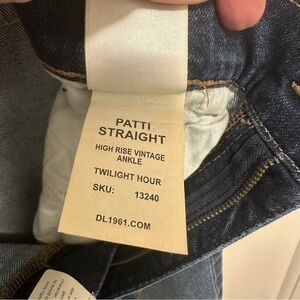 PATTI
STRAIGHT
HIGH RISE VINTAGE
ANKLE
TWILIGHT HOUR
SKU: 13240
DL1961.COM